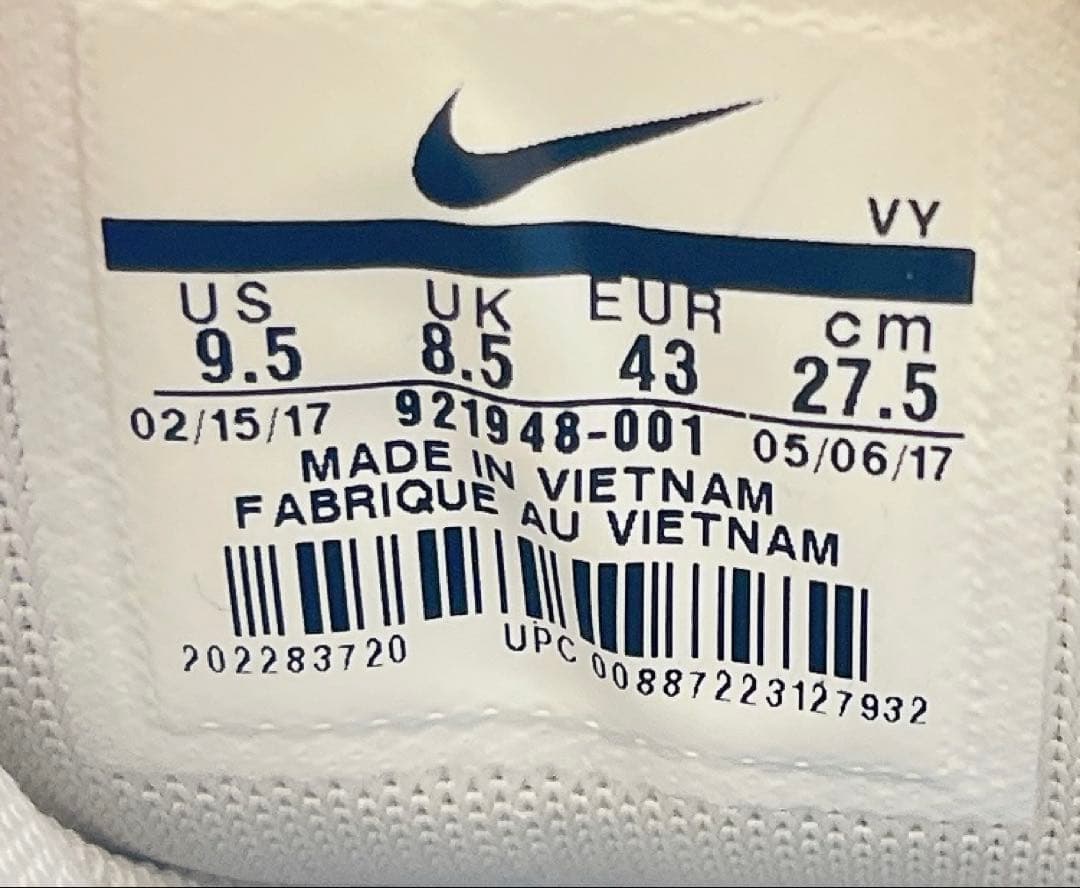 VY
US UK EUR cm
9.5 8.5 43 27.5
02/15/17 921948-001 05/06/17
MADE IN VIETNAM
FABRIQUE AU VIETNAM
202283720 UPC 00887223127932